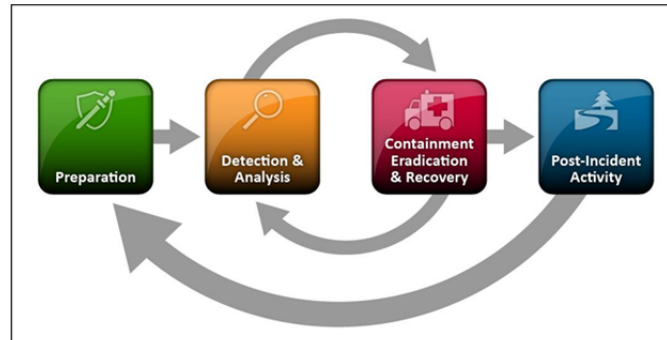 Preparation
Detection &
Analysis
Containment
Eradication
& Recovery
Post-Incident
Activity